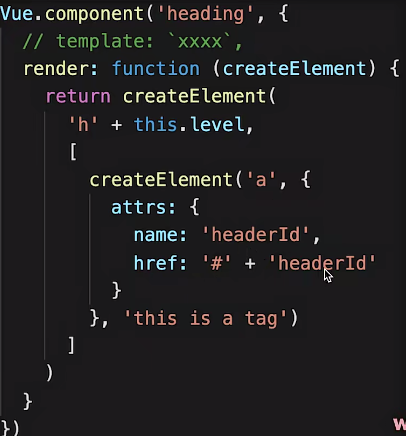 Vue.component('heading', {
  // template: `xxxx`,
  render: function (createElement) {
    return createElement(
      'h' + this.level,
      [
        createElement('a', {
          attrs: {
            name: 'headerId',
            href: '#' + 'headerId'
          }
        }, 'this is a tag')
      ]
    )
  }
})